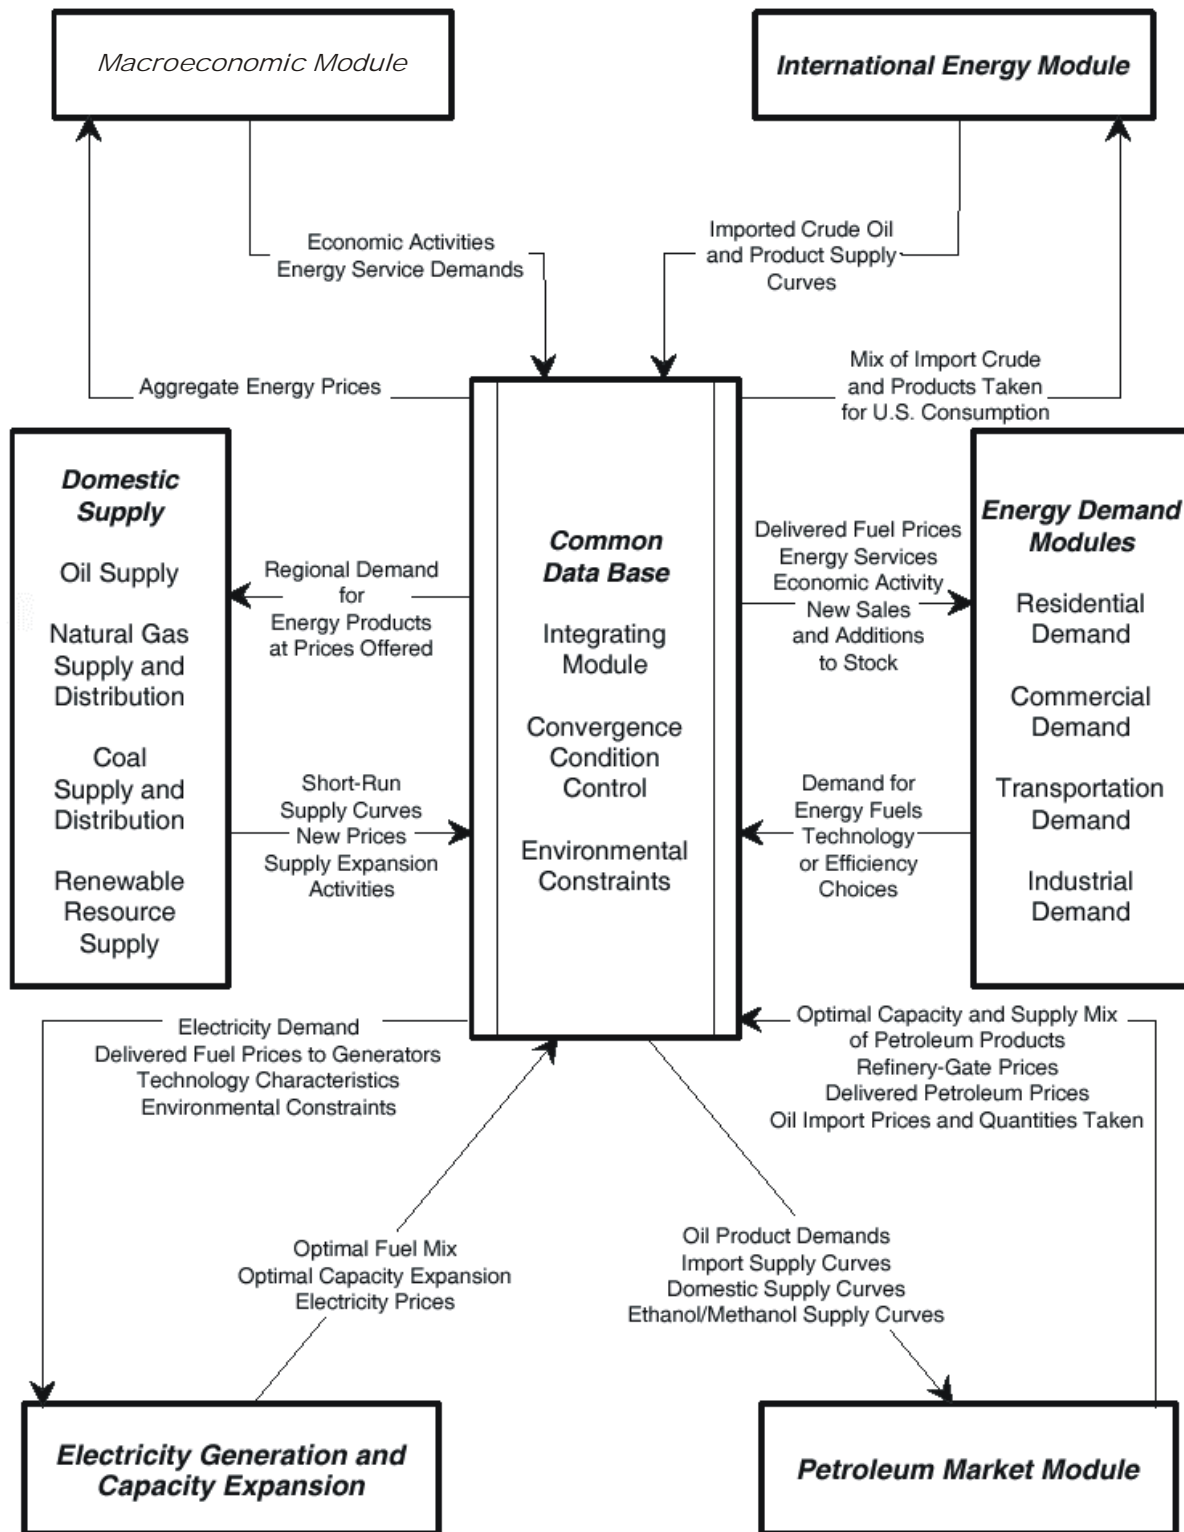 Macroeconomic Module
International Energy Module
Economic Activities
Energy Service Demands
Imported Crude Oil
and Product Supply
Curves
Aggregate Energy Prices
Mix of Import Crude
and Products Taken
for U.S. Consumption
Domestic
Supply
Oil Supply
Natural Gas
Supply and
Distribution
Coal
Supply and
Distribution
Renewable
Resource
Supply
Regional Demand
for
Energy Products
at Prices Offered
Short-Run
Supply Curves
New Prices
Supply Expansion
Activities
Common
Data Base
Integrating
Module
Convergence
Condition
Control
Environmental
Constraints
Delivered Fuel Prices
Energy Services
Economic Activity
New Sales
and Additions
to Stock
Demand for
Energy Fuels
Technology
or Efficiency
Choices
Energy Demand
Modules
Residential
Demand
Commercial
Demand
Transportation
Demand
Industrial
Demand
Electricity Demand
Delivered Fuel Prices to Generators
Technology Characteristics
Environmental Constraints
Optimal Capacity and Supply Mix
of Petroleum Products
Refinery-Gate Prices
Delivered Petroleum Prices
Oil Import Prices and Quantities Taken
Optimal Fuel Mix
Optimal Capacity Expansion
Electricity Prices
Oil Product Demands
Import Supply Curves
Domestic Supply Curves
Ethanol/Methanol Supply Curves
Electricity Generation and
Capacity Expansion
Petroleum Market Module